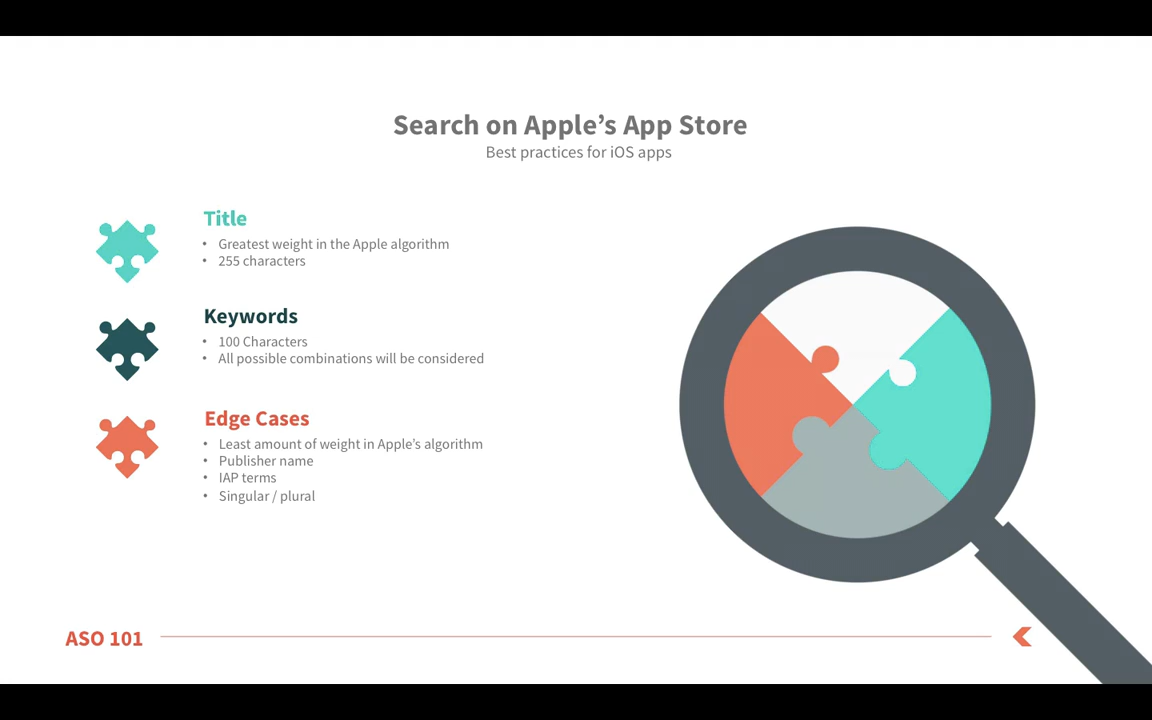 Search on Apple’s App Store
Best practices for iOS apps
Title
• Greatest weight in the Apple algorithm
• 255 characters
Keywords
• 100 Characters
• All possible combinations will be considered
Edge Cases
• Least amount of weight in Apple’s algorithm
• Publisher name
• IAP terms
• Singular / plural
ASO 101